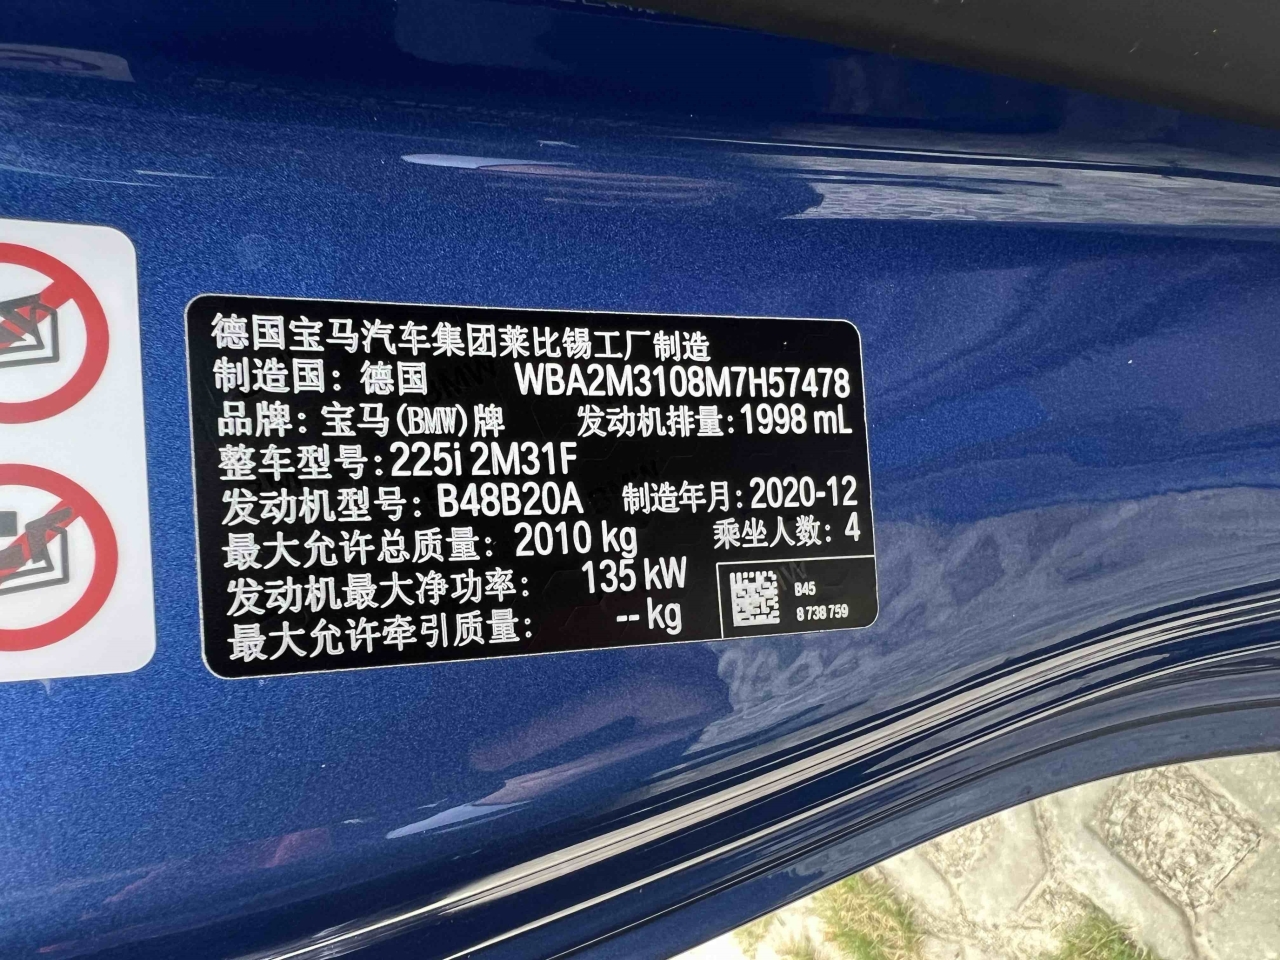 德国宝马汽车集团莱比锡工厂制造
制造国：德国 WBA2M3108M7H57478
品牌：宝马(BMW)牌 发动机排量：1998 mL
整车型号：225i 2M31F
发动机型号：B48B20A 制造年月：2020-12
最大允许总质量：2010 kg 乘坐人数：4
发动机最大净功率：135 kW
最大允许牵引质量：-- kg
B45
8 738 759